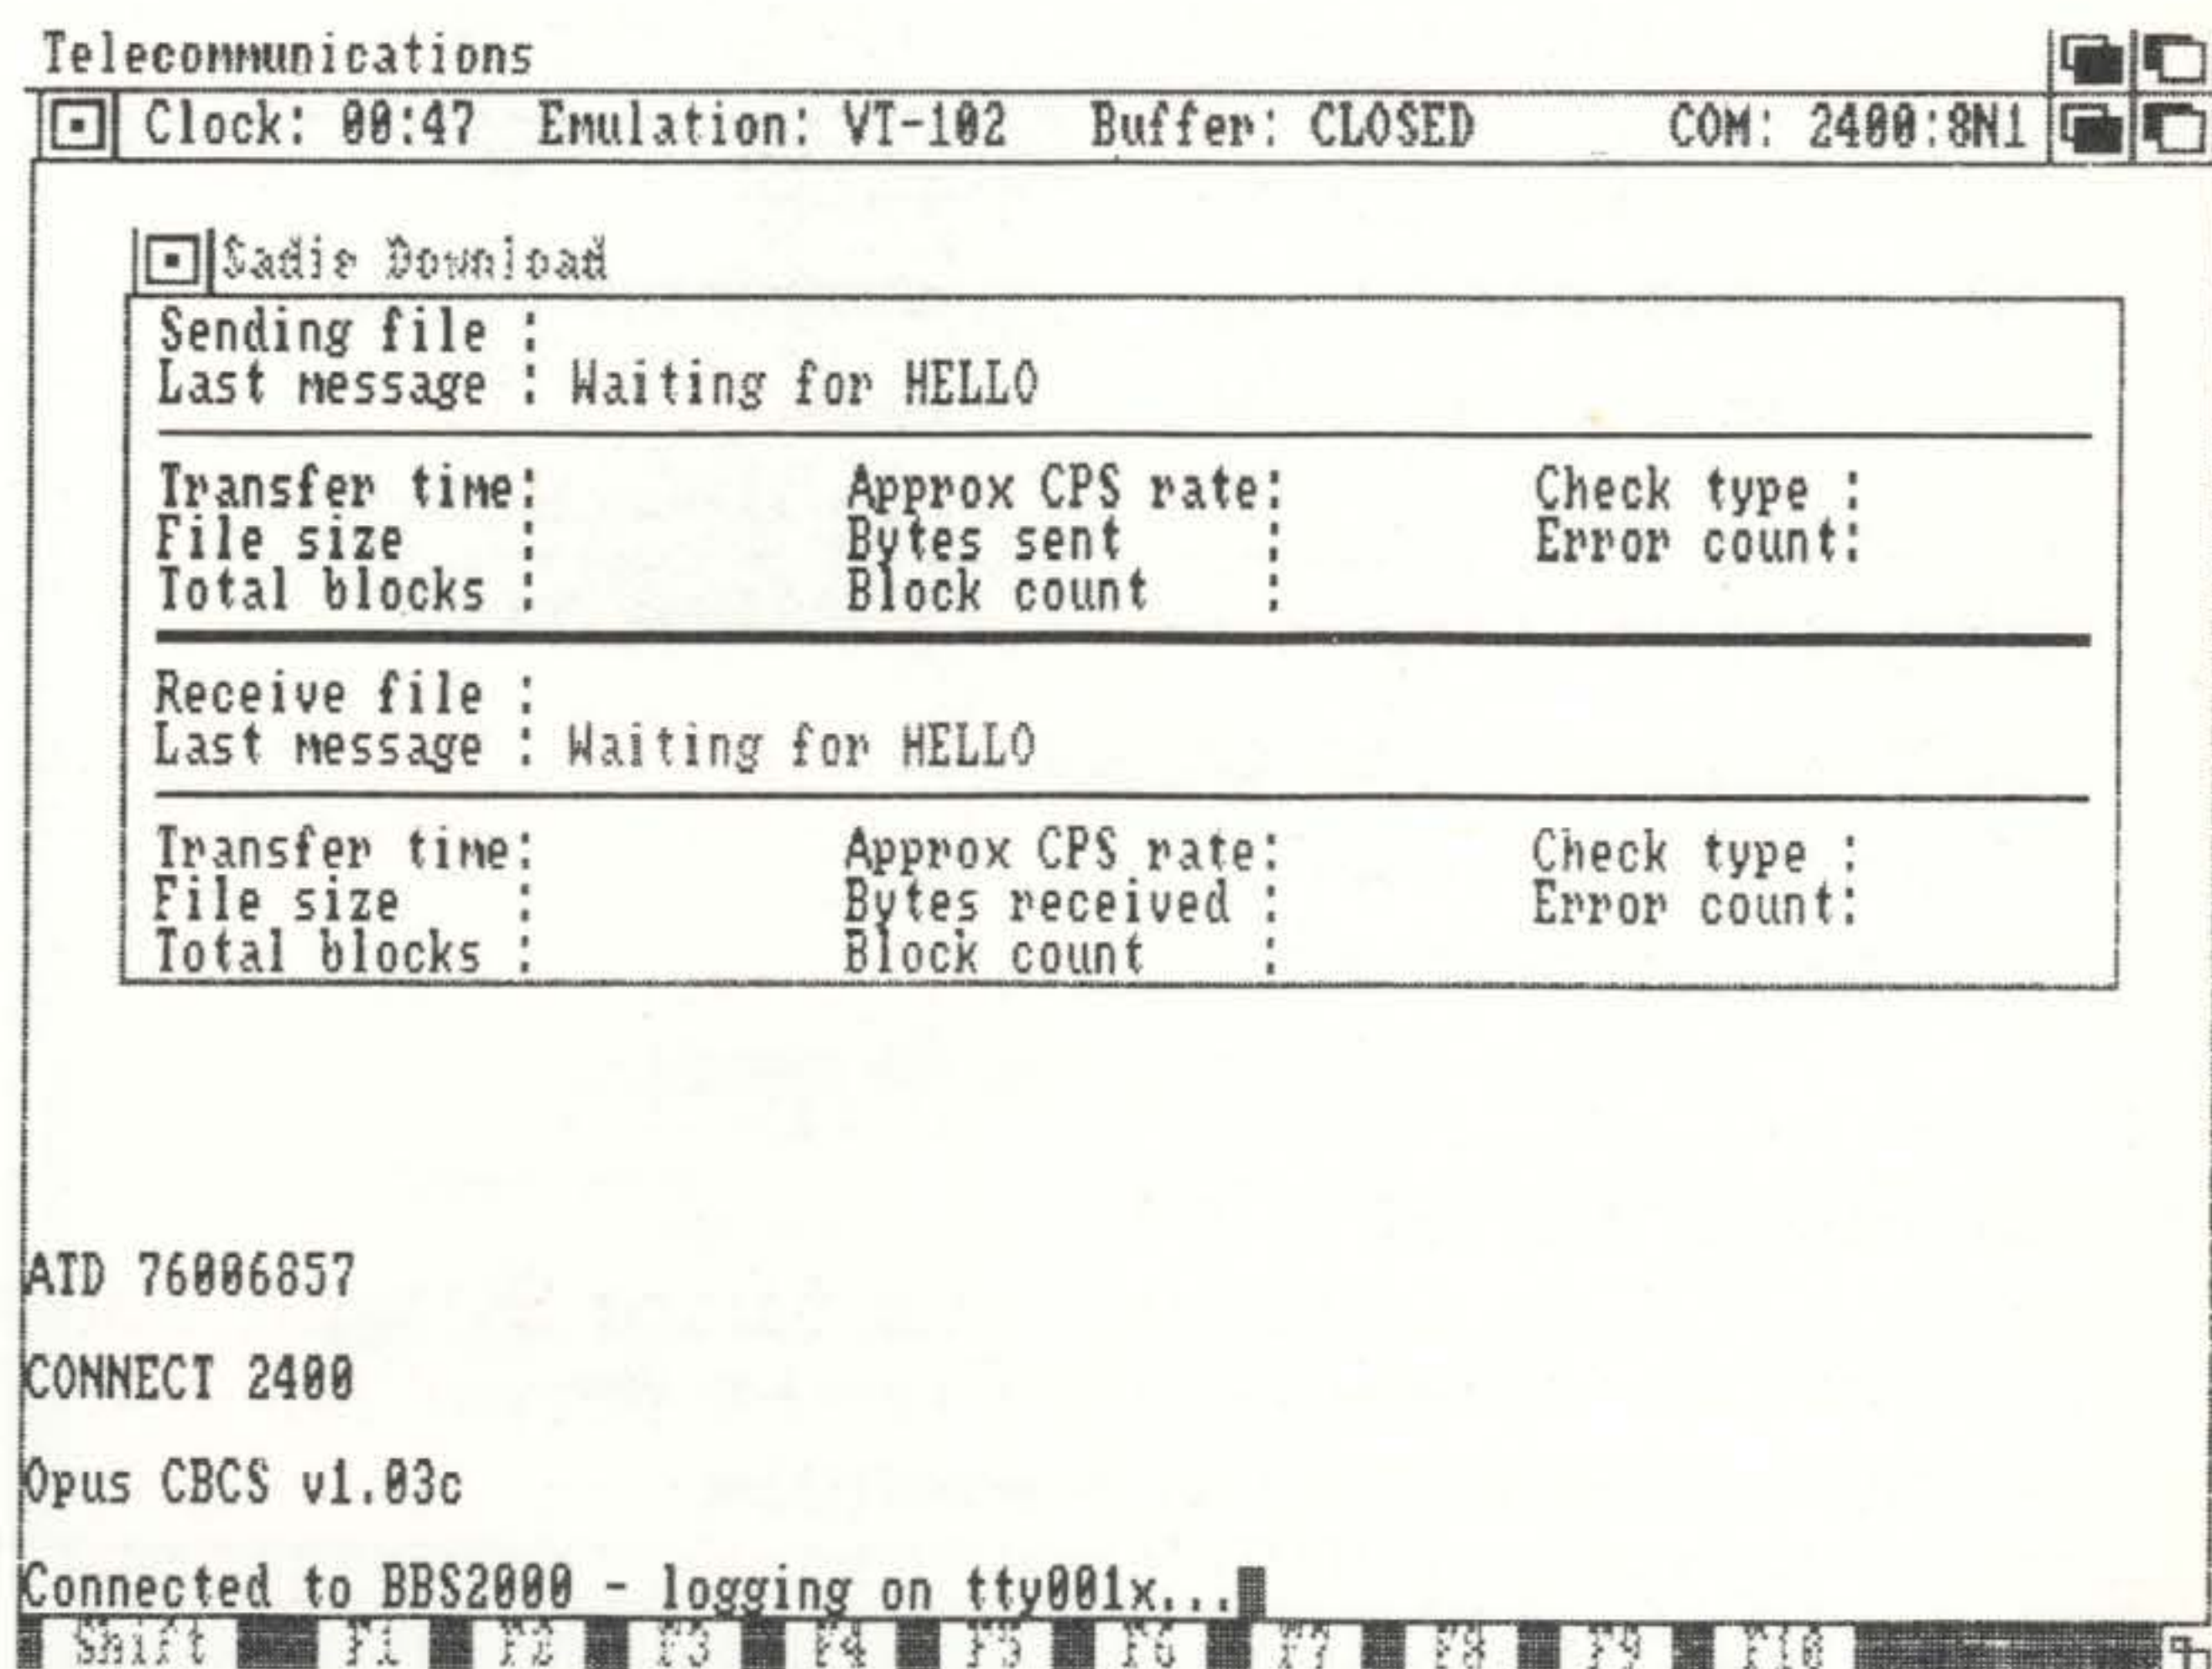 Telecommunications
Clock: 00:47 Emulation: VT-102 Buffer: CLOSED COM: 2400:8N1
Sadie Download
Sending file :
Last message : Waiting for HELLO
Transfer time: Approx CPS rate: Check type :
File size : Bytes sent : Error count:
Total blocks : Block count :
Receive file :
Last message : Waiting for HELLO
Transfer time: Approx CPS rate: Check type :
File size : Bytes received : Error count:
Total blocks : Block count :
ATD 76006857
CONNECT 2400
Opus CBCS v1.03c
Connected to BBS2000 - logging on tty001x...
Shift F1 F2 F3 F4 F5 F6 F7 F8 F9 F10